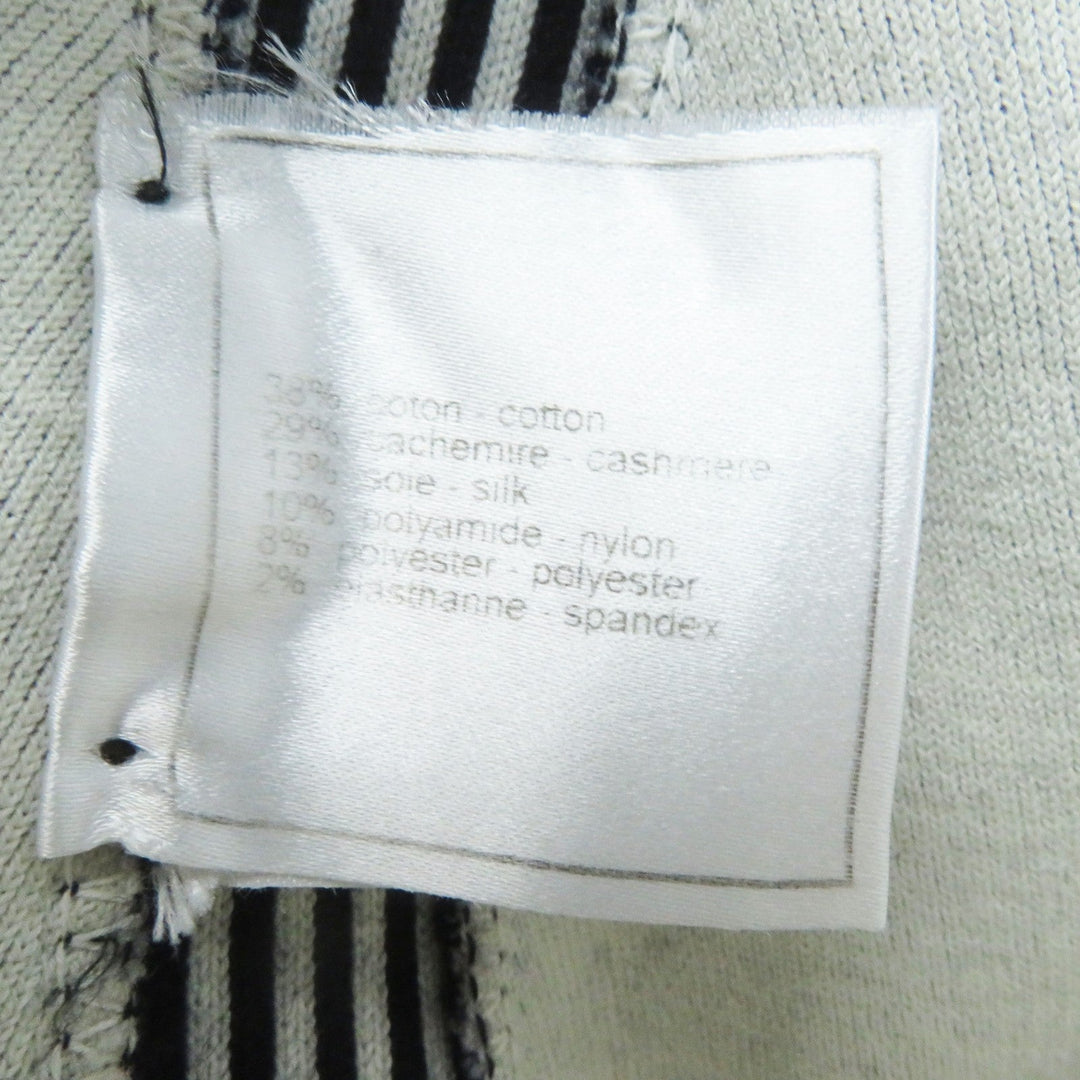 38% coton - cotton
29% cachemire - cashmere
13% soie - silk
10% polyamide - nylon
8% polyester - polyester
2% elasthanne - spandex